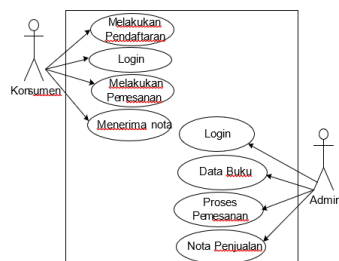 Melakukan
Pendaftaran
Login
Melakukan
Pemesanan
Menerima nota
Konsumen
Login
Data Buku
Proses
Pemesanan
Nota Penjualan
Admin